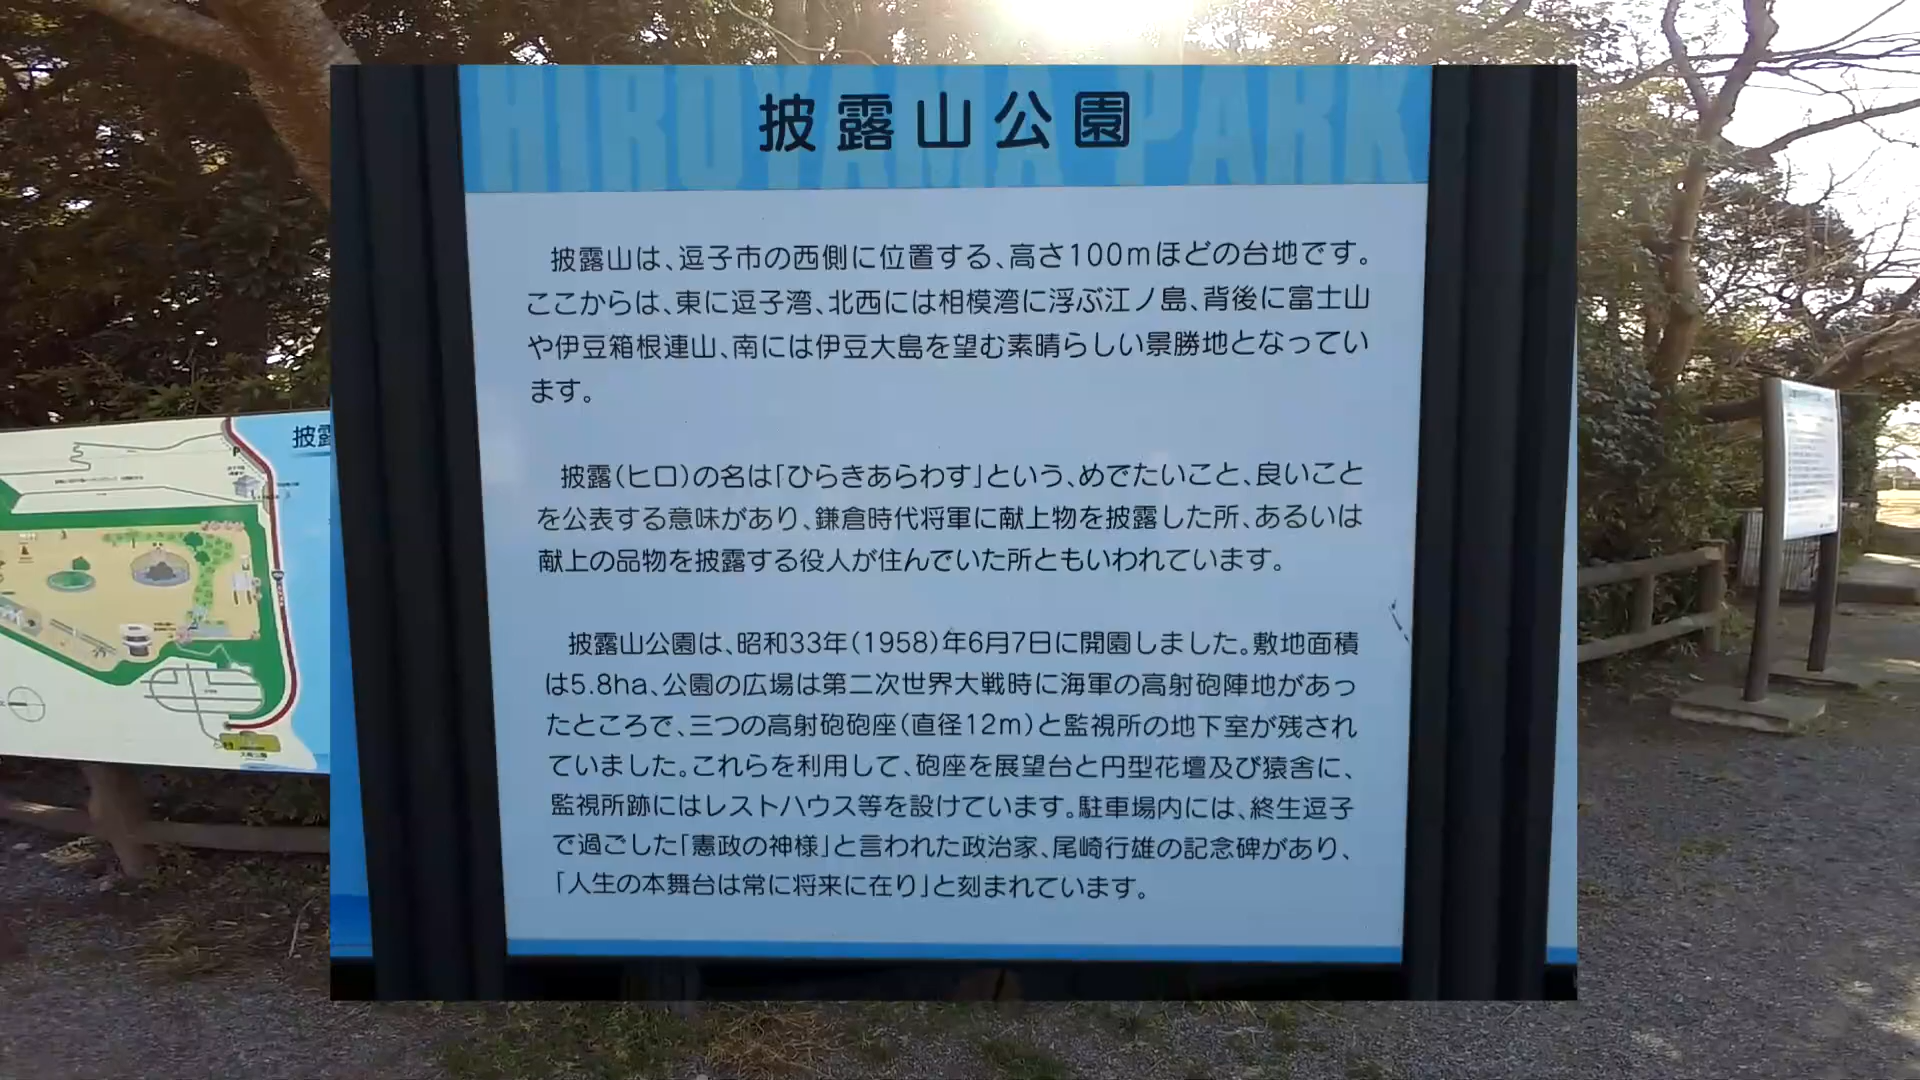 HIROYAMA PARK
披露山公園
披露山は、逗子市の西側に位置する、高さ100mほどの台地です。
ここからは、東に逗子湾、北西には相模湾に浮ぶ江ノ島、背後に富士山
や伊豆箱根連山、南には伊豆大島を望む素晴らしい景勝地となってい
ます。
披露(ヒロ)の名は「ひらきあらわす」という、めでたいこと、良いこと
を公表する意味があり、鎌倉時代将軍に献上物を披露した所、あるいは
献上の品物を披露する役人が住んでいた所ともいわれています。
披露山公園は、昭和33年(1958)年6月7日に開園しました。敷地面積
は5.8ha、公園の広場は第二次世界大戦時に海軍の高射砲陣地があっ
たところで、三つの高射砲砲座(直径12m)と監視所の地下室が残され
ていました。これらを利用して、砲座を展望台と円型花壇及び猿舎に、
監視所跡にはレストハウス等を設けています。駐車場内には、終生逗子
で過ごした「憲政の神様」と言われた政治家、尾崎行雄の記念碑があり、
「人生の本舞台は常に将来に在り」と刻まれています。
披露
P